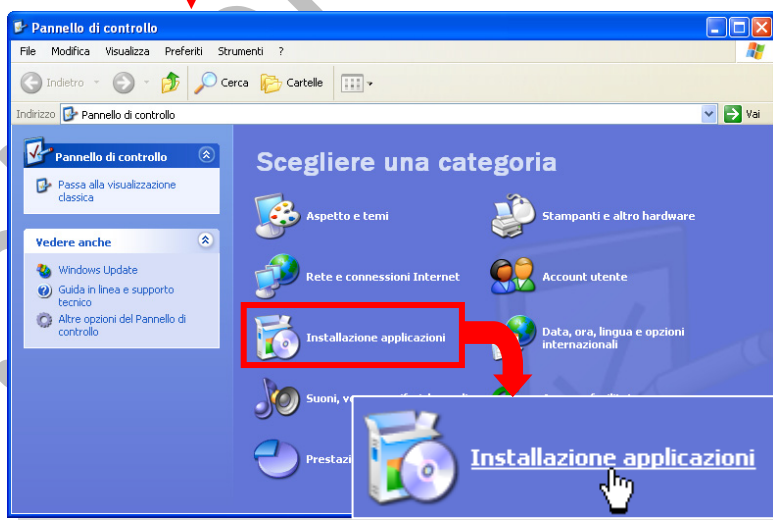 Pannello di controllo
File Modifica Visualizza Preferiti Strumenti ?
Indietro Cerca Cartelle
Indirizzo Pannello di controllo Vai
Pannello di controllo
Passa alla visualizzazione
classica
Vedere anche
Windows Update
Guida in linea e supporto
tecnico
Altre opzioni del Pannello di
controllo
Scegliere una categoria
Aspetto e temi
Stampanti e altro hardware
Rete e connessioni Internet
Account utente
Installazione applicazioni
Data, ora, lingua e opzioni
internazionali
Suoni,
Installazione applicazioni